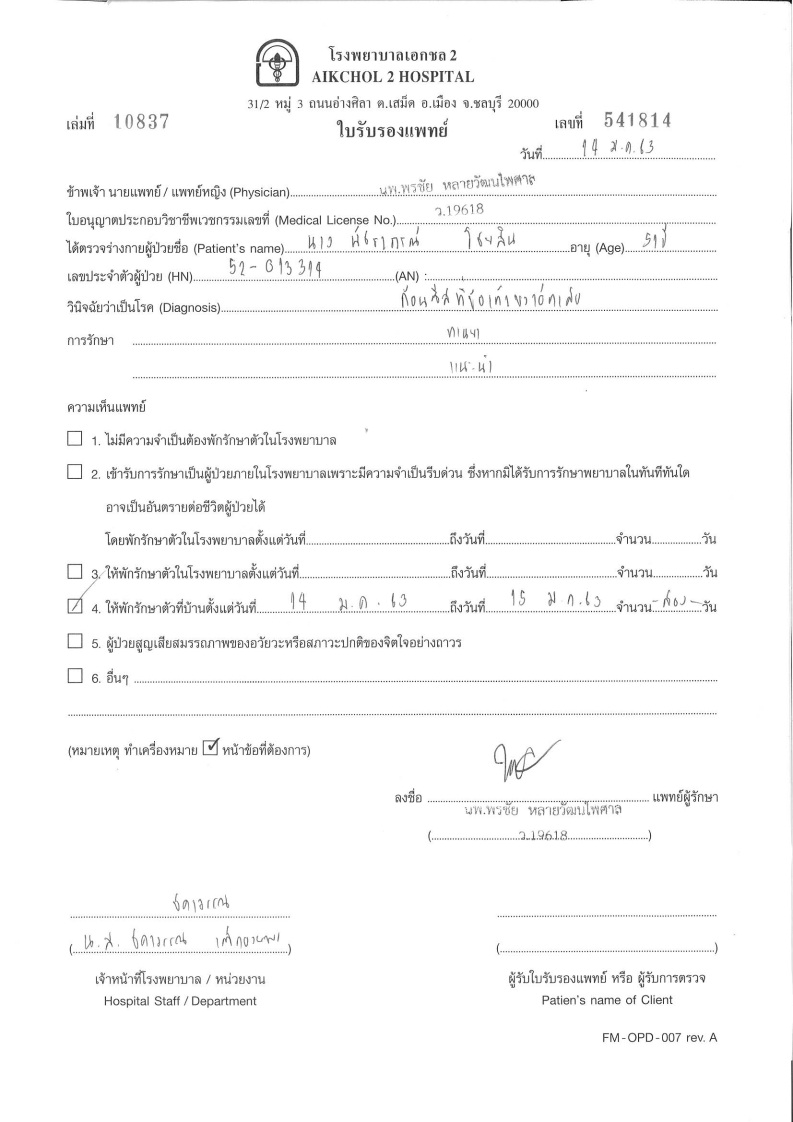 โรงพยาบาลเอกชล 2
AIKCHOL 2 HOSPITAL
31/2 หมู่ 3 ถนนอ่างศิลา ต.เสม็ด อ.เมือง จ.ชลบุรี 20000
เล่มที่ 10837 ใบรับรองแพทย์ เลขที่ 541814
วันที่ 14 ม.ค. 63
ข้าพเจ้า นายแพทย์ / แพทย์หญิง (Physician) นพ.พรชัย หลายวัฒนไพศาล
ใบอนุญาตประกอบวิชาชีพเวชกรรมเลขที่ (Medical License No.) ว.19618
ได้ตรวจร่างกายผู้ป่วยชื่อ (Patient's name) นาง อายุ (Age) 51 ปี
เลขประจำตัวผู้ป่วย (HN) 52-013314 (AN) :
วินิจฉัยว่าเป็นโรค (Diagnosis)
การรักษา ทานยา
แนะนำ
ความเห็นแพทย์
1. ไม่มีความจำเป็นต้องพักรักษาตัวในโรงพยาบาล
2. เข้ารับการรักษาเป็นผู้ป่วยภายในโรงพยาบาลเพราะมีความจำเป็นรีบด่วน ซึ่งหากมิได้รับการรักษาพยาบาลในทันทีทันใด
อาจเป็นอันตรายต่อชีวิตผู้ป่วยได้
โดยพักรักษาตัวในโรงพยาบาลตั้งแต่วันที่ ถึงวันที่ จำนวน วัน
3. ให้พักรักษาตัวในโรงพยาบาลตั้งแต่วันที่ ถึงวันที่ จำนวน วัน
4. ให้พักรักษาตัวที่บ้านตั้งแต่วันที่ 14 ม.ค. 63 ถึงวันที่ 15 ม ค. 63 จำนวน - สอง - วัน
5. ผู้ป่วยสูญเสียสมรรถภาพของอวัยวะหรือสภาวะปกติของจิตใจอย่างถาวร
6. อื่นๆ
(หมายเหตุ ทำเครื่องหมาย ☑ หน้าข้อที่ต้องการ)
ลงชื่อ แพทย์ผู้รักษา
นพ.พรชัย หลายวัฒนไพศาล
( ว.19618 )
ชดาวรรณ
( น.ส. ชดาวรรณ )
เจ้าหน้าที่โรงพยาบาล / หน่วยงาน ผู้รับใบรับรองแพทย์ หรือ ผู้รับการตรวจ
Hospital Staff / Department Patien's name of Client
FM-OPD-007 rev. A